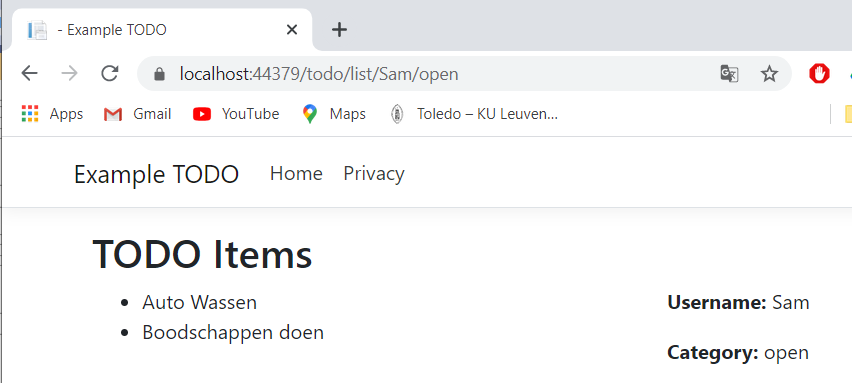 - Example TODO
localhost:44379/todo/list/Sam/open
Apps Gmail YouTube Maps Toledo – KU Leuven...
Example TODO Home Privacy
TODO Items
• Auto Wassen
• Boodschappen doen
Username: Sam
Category: open